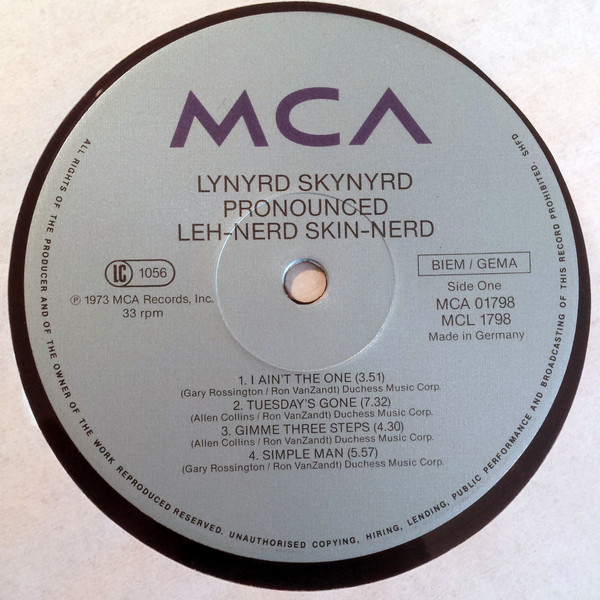 MCA
LYNYRD SKYNYRD
PRONOUNCED
LEH-NERD SKIN-NERD
LC 1056
℗ 1973 MCA Records, Inc.
33 rpm
BIEM / GEMA
Side One
MCA 01798
MCL 1798
Made in Germany
1. I AIN'T THE ONE (3.51)
(Gary Rossington / Ron VanZandt) Duchess Music Corp.
2. TUESDAY'S GONE (7.32)
(Allen Collins / Ron VanZandt) Duchess Music Corp.
3. GIMME THREE STEPS (4.30)
(Allen Collins / Ron VanZandt) Duchess Music Corp.
4. SIMPLE MAN (5.57)
(Gary Rossington / Ron VanZandt) Duchess Music Corp.
ALL RIGHTS OF THE PRODUCER AND OF THE OWNER OF THE WORK REPRODUCED RESERVED. UNAUTHORISED COPYING, HIRING, LENDING, PUBLIC PERFORMANCE AND BROADCASTING OF THIS RECORD PROHIBITED. SHFD